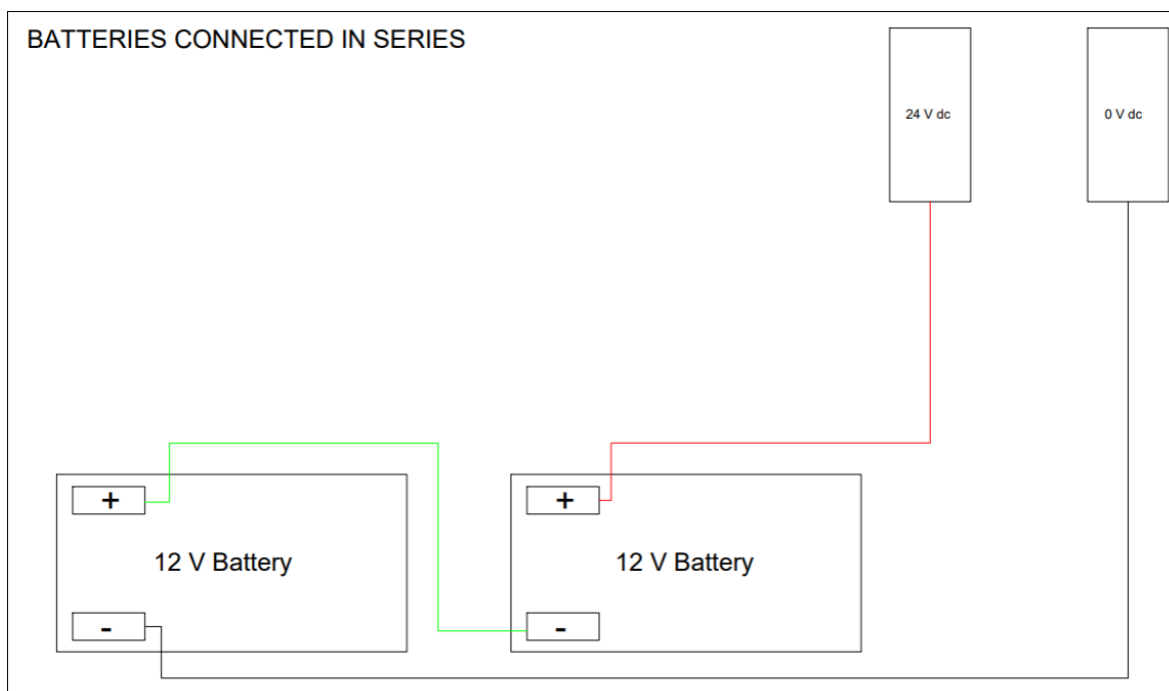 BATTERIES CONNECTED IN SERIES
24 V dc
0 V dc
+
+
12 V Battery
12 V Battery
-
-